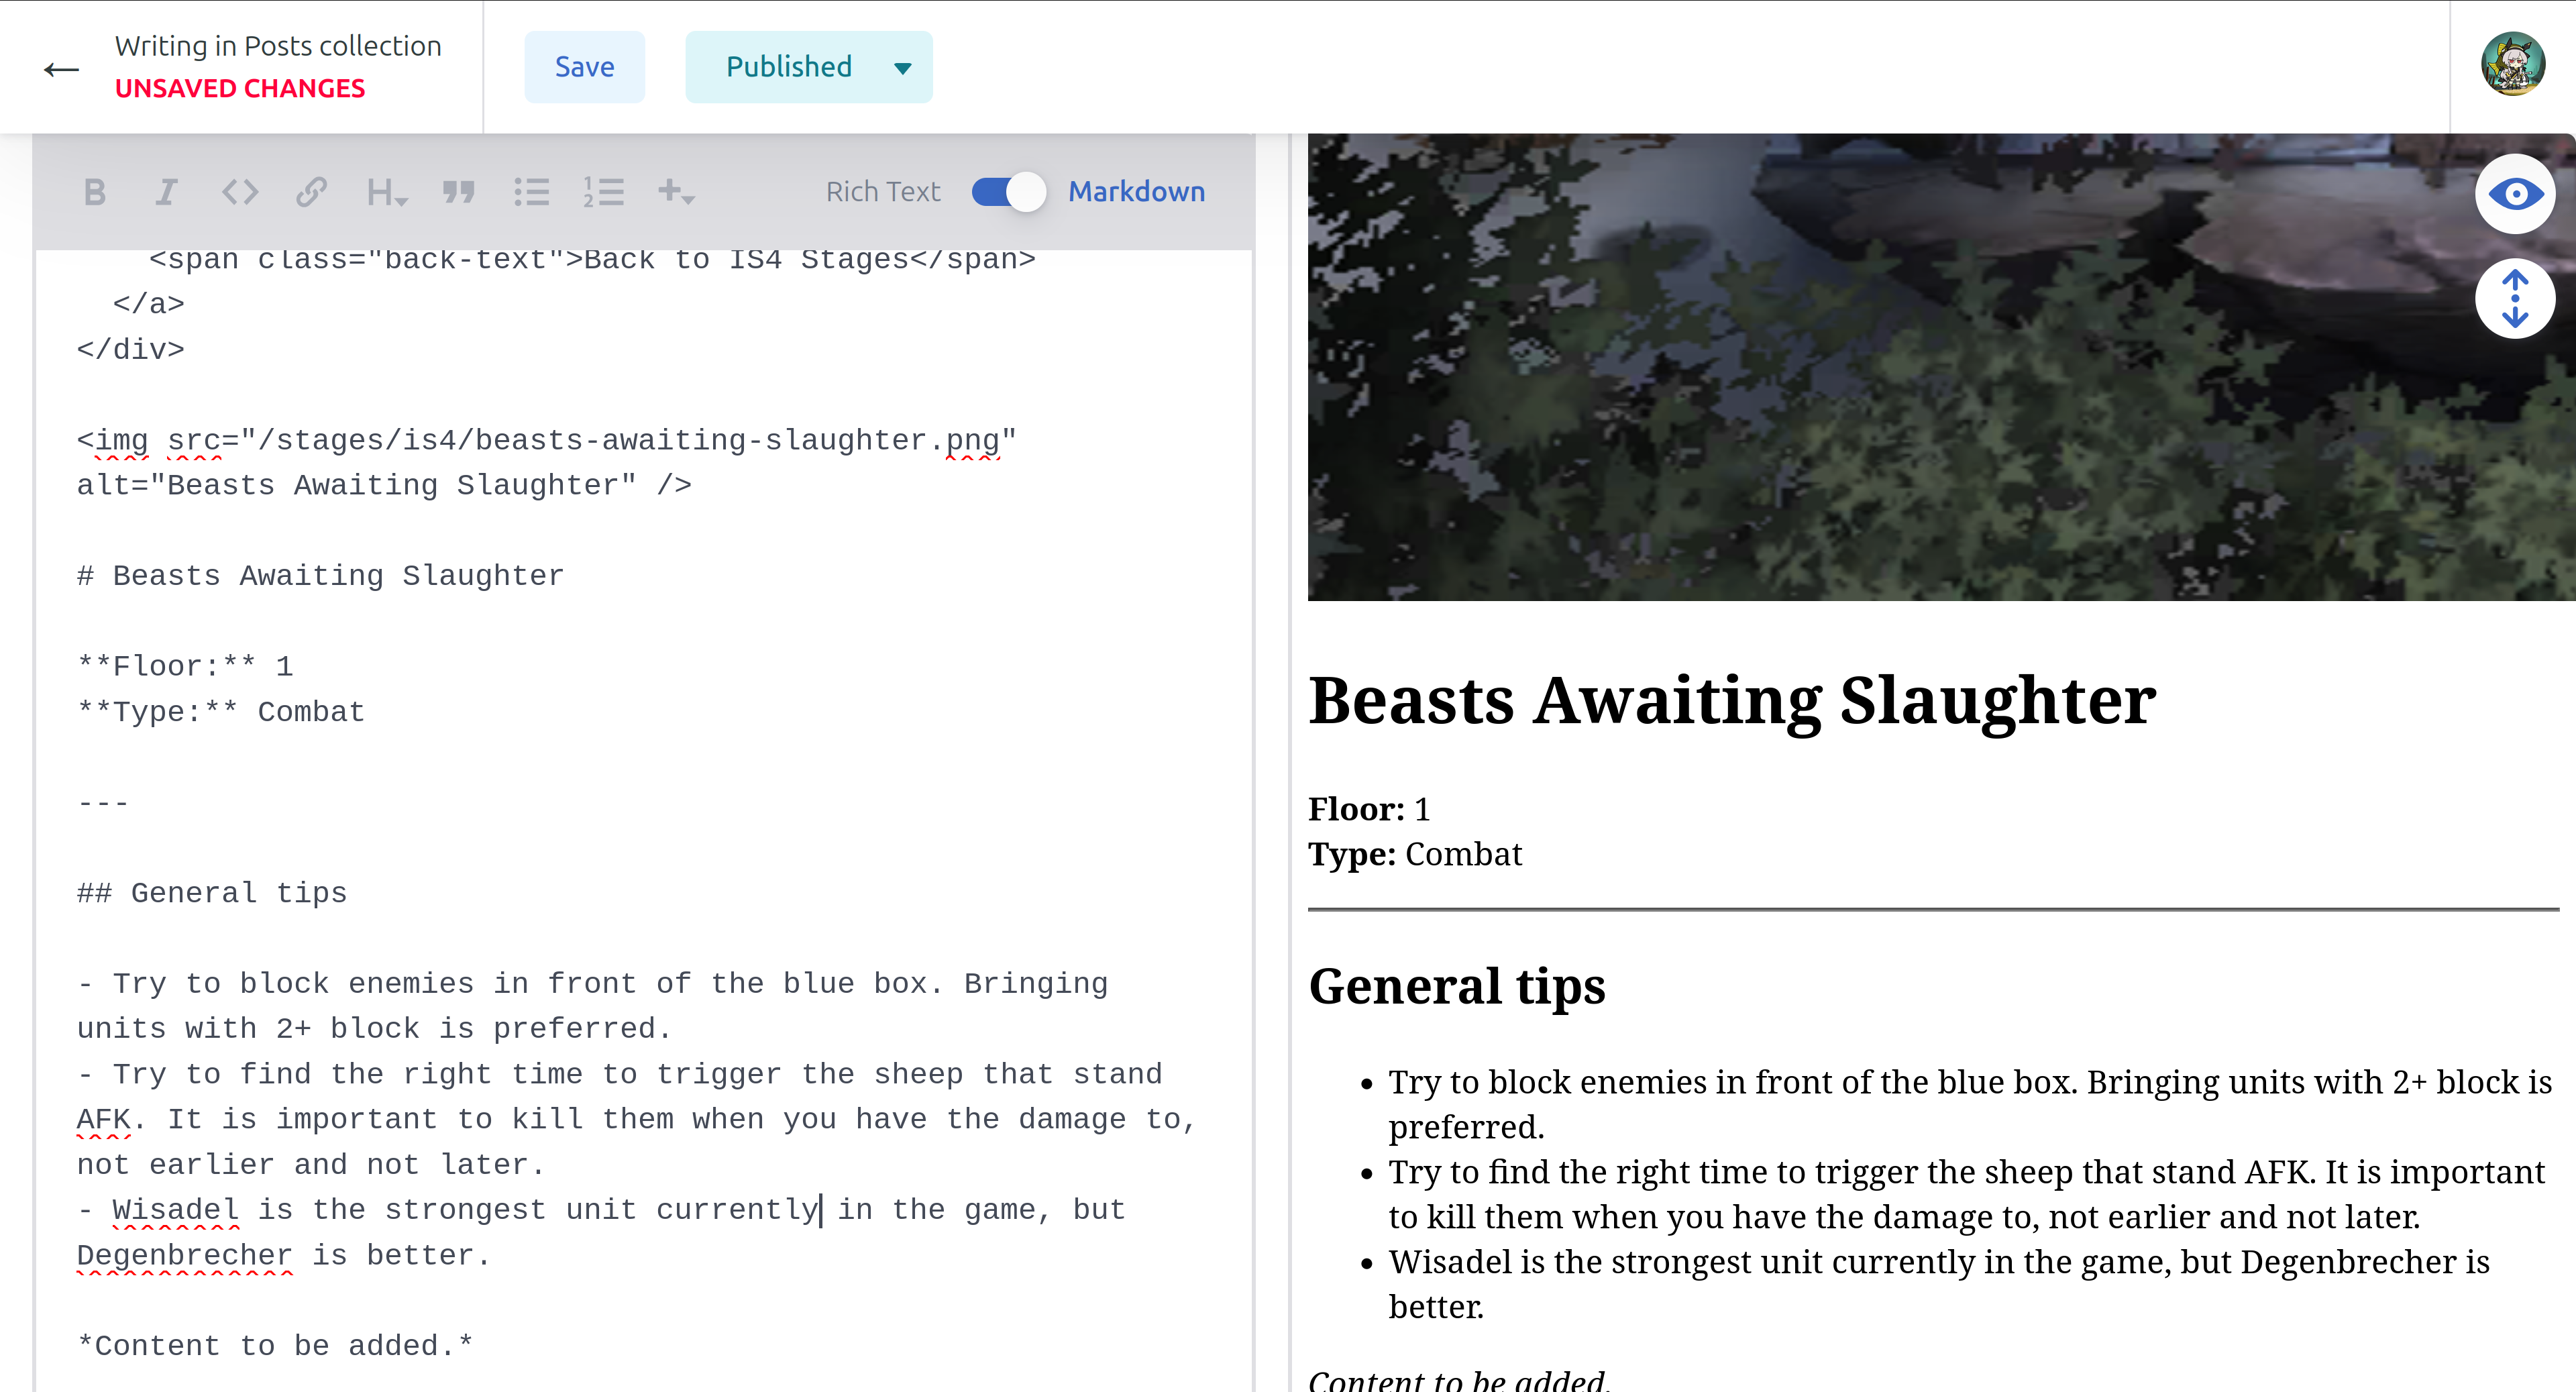 Writing in Posts collection
UNSAVED CHANGES
Save
Published
Rich Text
Markdown
<span class="back-text">Back to IS4 Stages</span>
</a>
</div>
<img src="/stages/is4/beasts-awaiting-slaughter.png"
alt="Beasts Awaiting Slaughter" />
# Beasts Awaiting Slaughter
**Floor:** 1
**Type:** Combat
---
## General tips
- Try to block enemies in front of the blue box. Bringing
units with 2+ block is preferred.
- Try to find the right time to trigger the sheep that stand
AFK. It is important to kill them when you have the damage to,
not earlier and not later.
- Wisadel is the strongest unit currently in the game, but
Degenbrecher is better.
*Content to be added.*
Beasts Awaiting Slaughter
Floor: 1
Type: Combat
General tips
• Try to block enemies in front of the blue box. Bringing units with 2+ block is
preferred.
• Try to find the right time to trigger the sheep that stand AFK. It is important
to kill them when you have the damage to, not earlier and not later.
• Wisadel is the strongest unit currently in the game, but Degenbrecher is
better.
Content to be added.